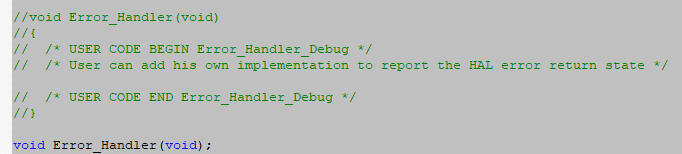 //void Error_Handler(void)
//{
//  /* USER CODE BEGIN Error_Handler_Debug */
//  /* User can add his own implementation to report the HAL error return state */
//  /* USER CODE END Error_Handler_Debug */
//}
void Error_Handler(void);